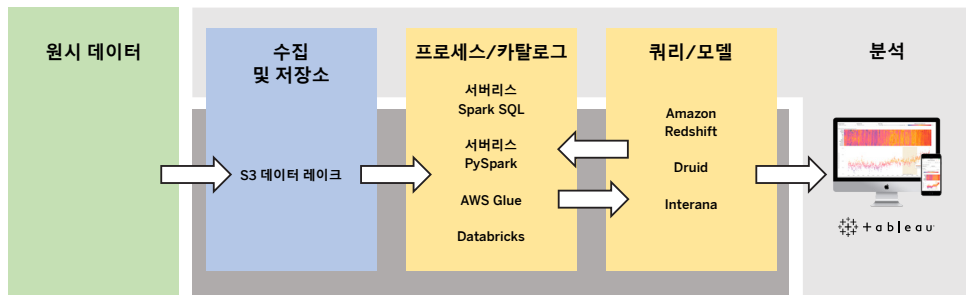 원시 데이터
수집
및 저장소
S3 데이터 레이크
프로세스/카탈로그
서버리스
Spark SQL
서버리스
PySpark
AWS Glue
Databricks
쿼리/모델
Amazon
Redshift
Druid
Interana
분석
+ a b l e a u